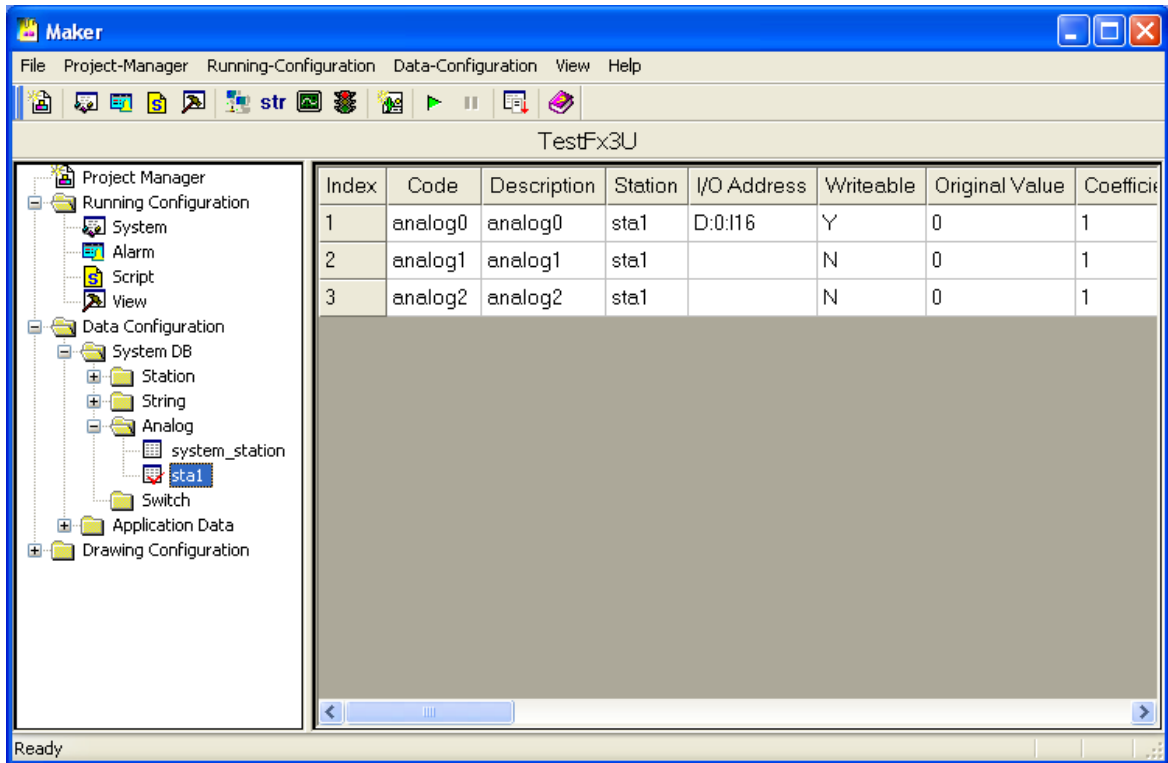 Maker
File Project-Manager Running-Configuration Data-Configuration View Help
str
TestFx3U
Project Manager
Running Configuration
System
Alarm
Script
View
Data Configuration
System DB
Station
String
Analog
system_station
sta1
Switch
Application Data
Drawing Configuration
Index Code Description Station I/O Address Writeable Original Value Coefficie
1 analog0 analog0 sta1 D:0:I16 Y 0 1
2 analog1 analog1 sta1 N 0 1
3 analog2 analog2 sta1 N 0 1
Ready